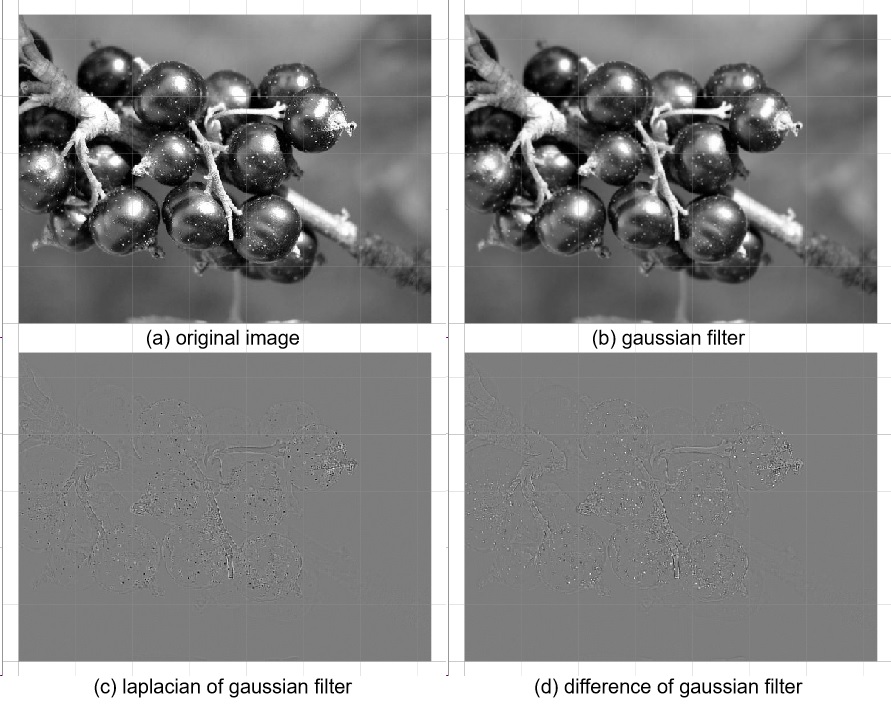 (a) original image
(b) gaussian filter
(c) laplacian of gaussian filter
(d) difference of gaussian filter